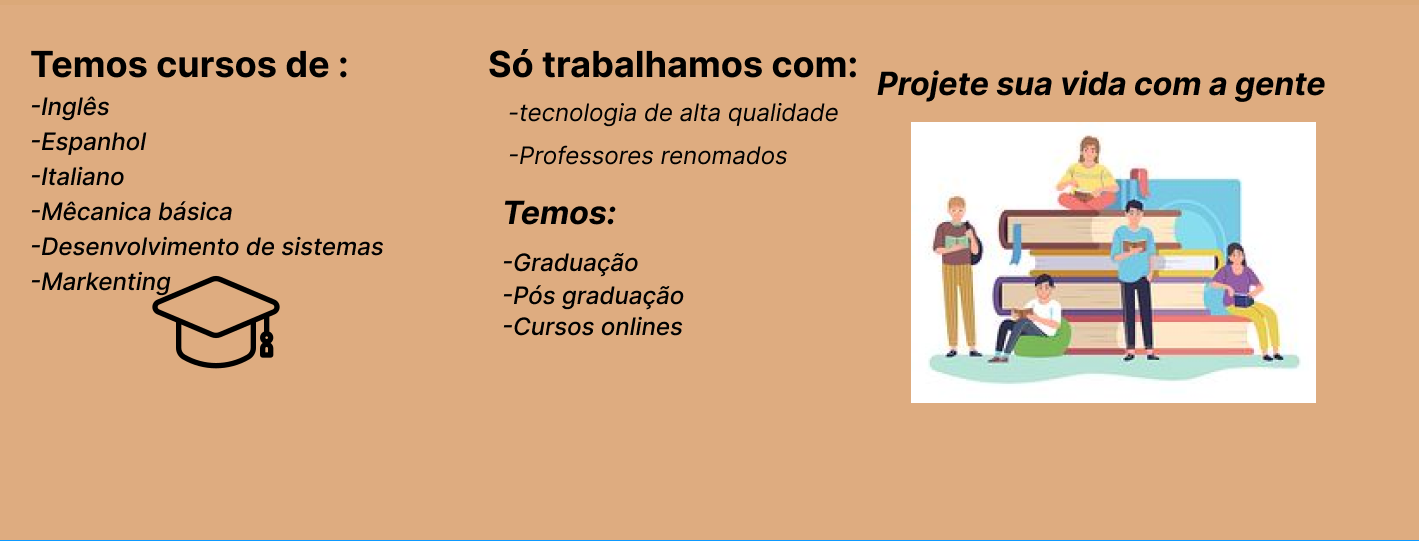 Temos cursos de :
-Inglês
-Espanhol
-Italiano
-Mêcanica básica
-Desenvolvimento de sistemas
-Markenting
Só trabalhamos com:
-tecnologia de alta qualidade
-Professores renomados
Temos:
-Graduação
-Pós graduação
-Cursos onlines
Projete sua vida com a gente